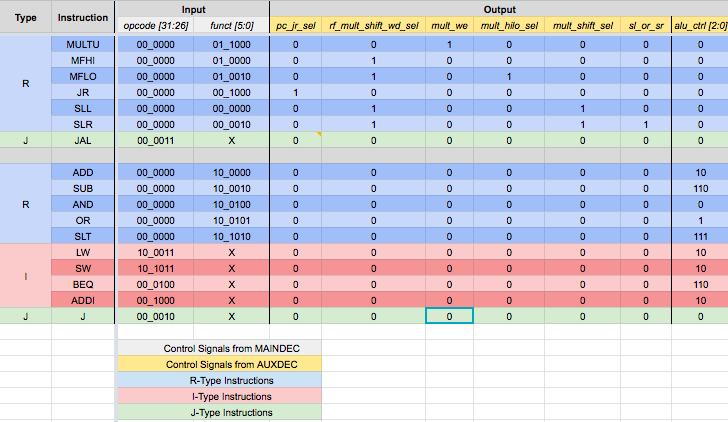 Type Instruction Input Output
opcode [31:26] funct [5:0] pc_jr_sel rf_mult_shift_wd_sel mult_we mult_hilo_sel mult_shift_sel sl_or_sr alu_ctrl [2:0]
R
MULTU 00_0000 01_1000 0 0 1 0 0 0 0
MFHI 00_0000 01_0000 0 1 0 0 0 0 0
MFLO 00_0000 01_0010 0 1 0 1 0 0 0
JR 00_0000 00_1000 1 0 0 0 0 0 0
SLL 00_0000 00_0000 0 1 0 0 1 0 0
SLR 00_0000 00_0010 0 1 0 0 1 1 0
J JAL 00_0011 X 0 0 0 0 0 0 0
R
ADD 00_0000 10_0000 0 0 0 0 0 0 10
SUB 00_0000 10_0010 0 0 0 0 0 0 110
AND 00_0000 10_0100 0 0 0 0 0 0 0
OR 00_0000 10_0101 0 0 0 0 0 0 1
SLT 00_0000 10_1010 0 0 0 0 0 0 111
I
LW 10_0011 X 0 0 0 0 0 0 10
SW 10_1011 X 0 0 0 0 0 0 10
BEQ 00_0100 X 0 0 0 0 0 0 110
ADDI 00_1000 X 0 0 0 0 0 0 10
J J 00_0010 X 0 0 0 0 0 0 0
Control Signals from MAINDEC
Control Signals from AUXDEC
R-Type Instructions
I-Type Instructions
J-Type Instructions